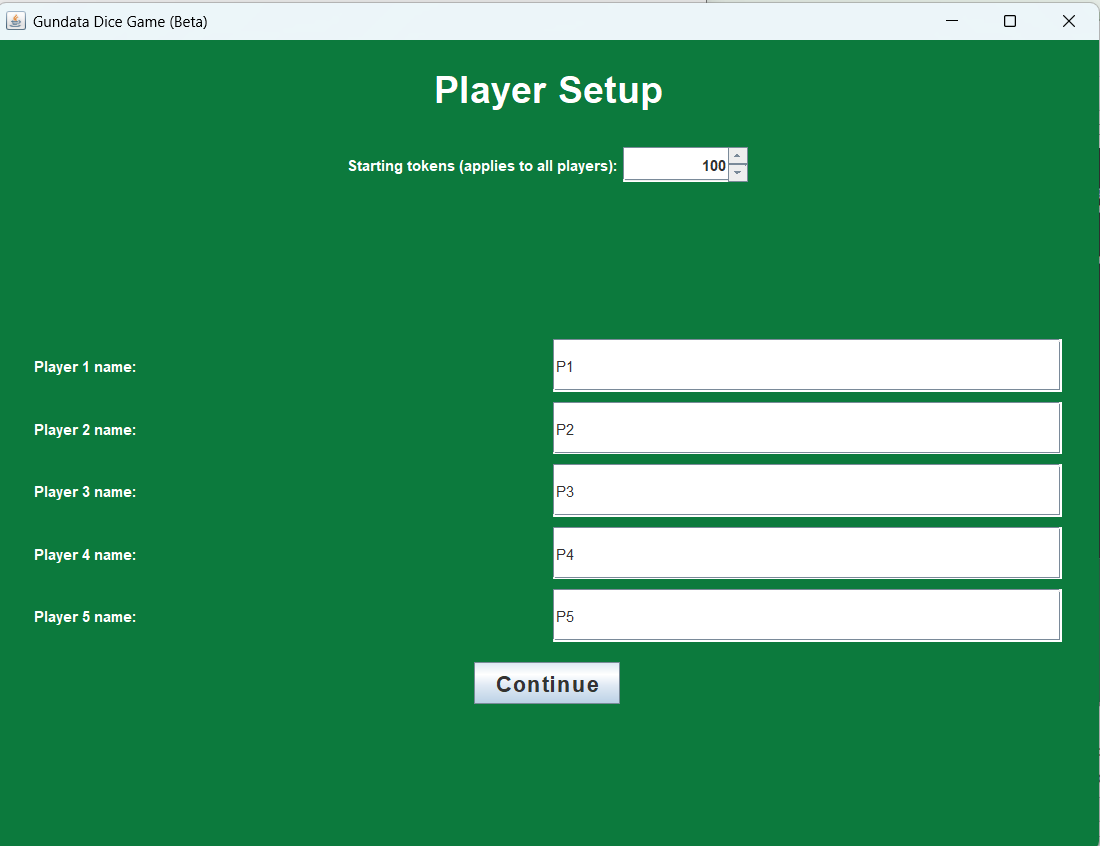 Gundata Dice Game (Beta)
Player Setup
Starting tokens (applies to all players): 100
Player 1 name: P1
Player 2 name: P2
Player 3 name: P3
Player 4 name: P4
Player 5 name: P5
Continue